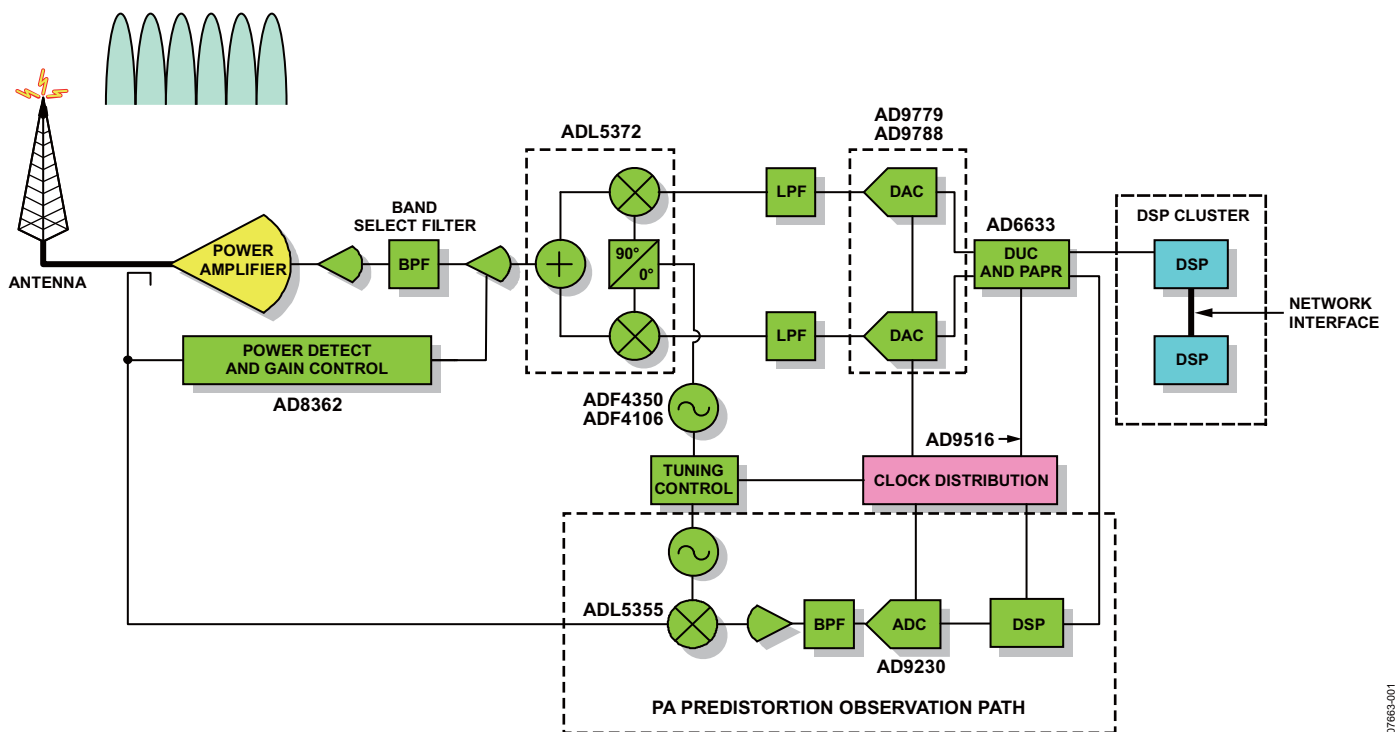 AD9779
AD9788
ADL5372
LPF
DAC
DSP CLUSTER
BAND
SELECT FILTER
AD6633
POWER
AMPLIFIER
BPF
+
90°
0°
DUC
AND PAPR
DSP
ANTENNA
NETWORK
INTERFACE
LPF
DAC
DSP
POWER DETECT
AND GAIN CONTROL
AD8362
ADF4350
ADF4106
AD9516
TUNING
CONTROL
CLOCK DISTRIBUTION
ADL5355
BPF
ADC
DSP
AD9230
PA PREDISTORTION OBSERVATION PATH
07663-001